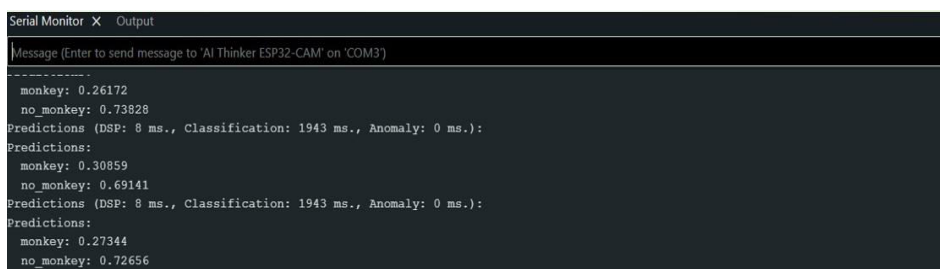 Serial Monitor X Output
Message (Enter to send message to 'AI Thinker ESP32-CAM' on 'COM3')
monkey: 0.26172
no_monkey: 0.73828
Predictions (DSP: 8 ms., Classification: 1943 ms., Anomaly: 0 ms.):
Predictions:
monkey: 0.30859
no_monkey: 0.69141
Predictions (DSP: 8 ms., Classification: 1943 ms., Anomaly: 0 ms.):
Predictions:
monkey: 0.27344
no_monkey: 0.72656